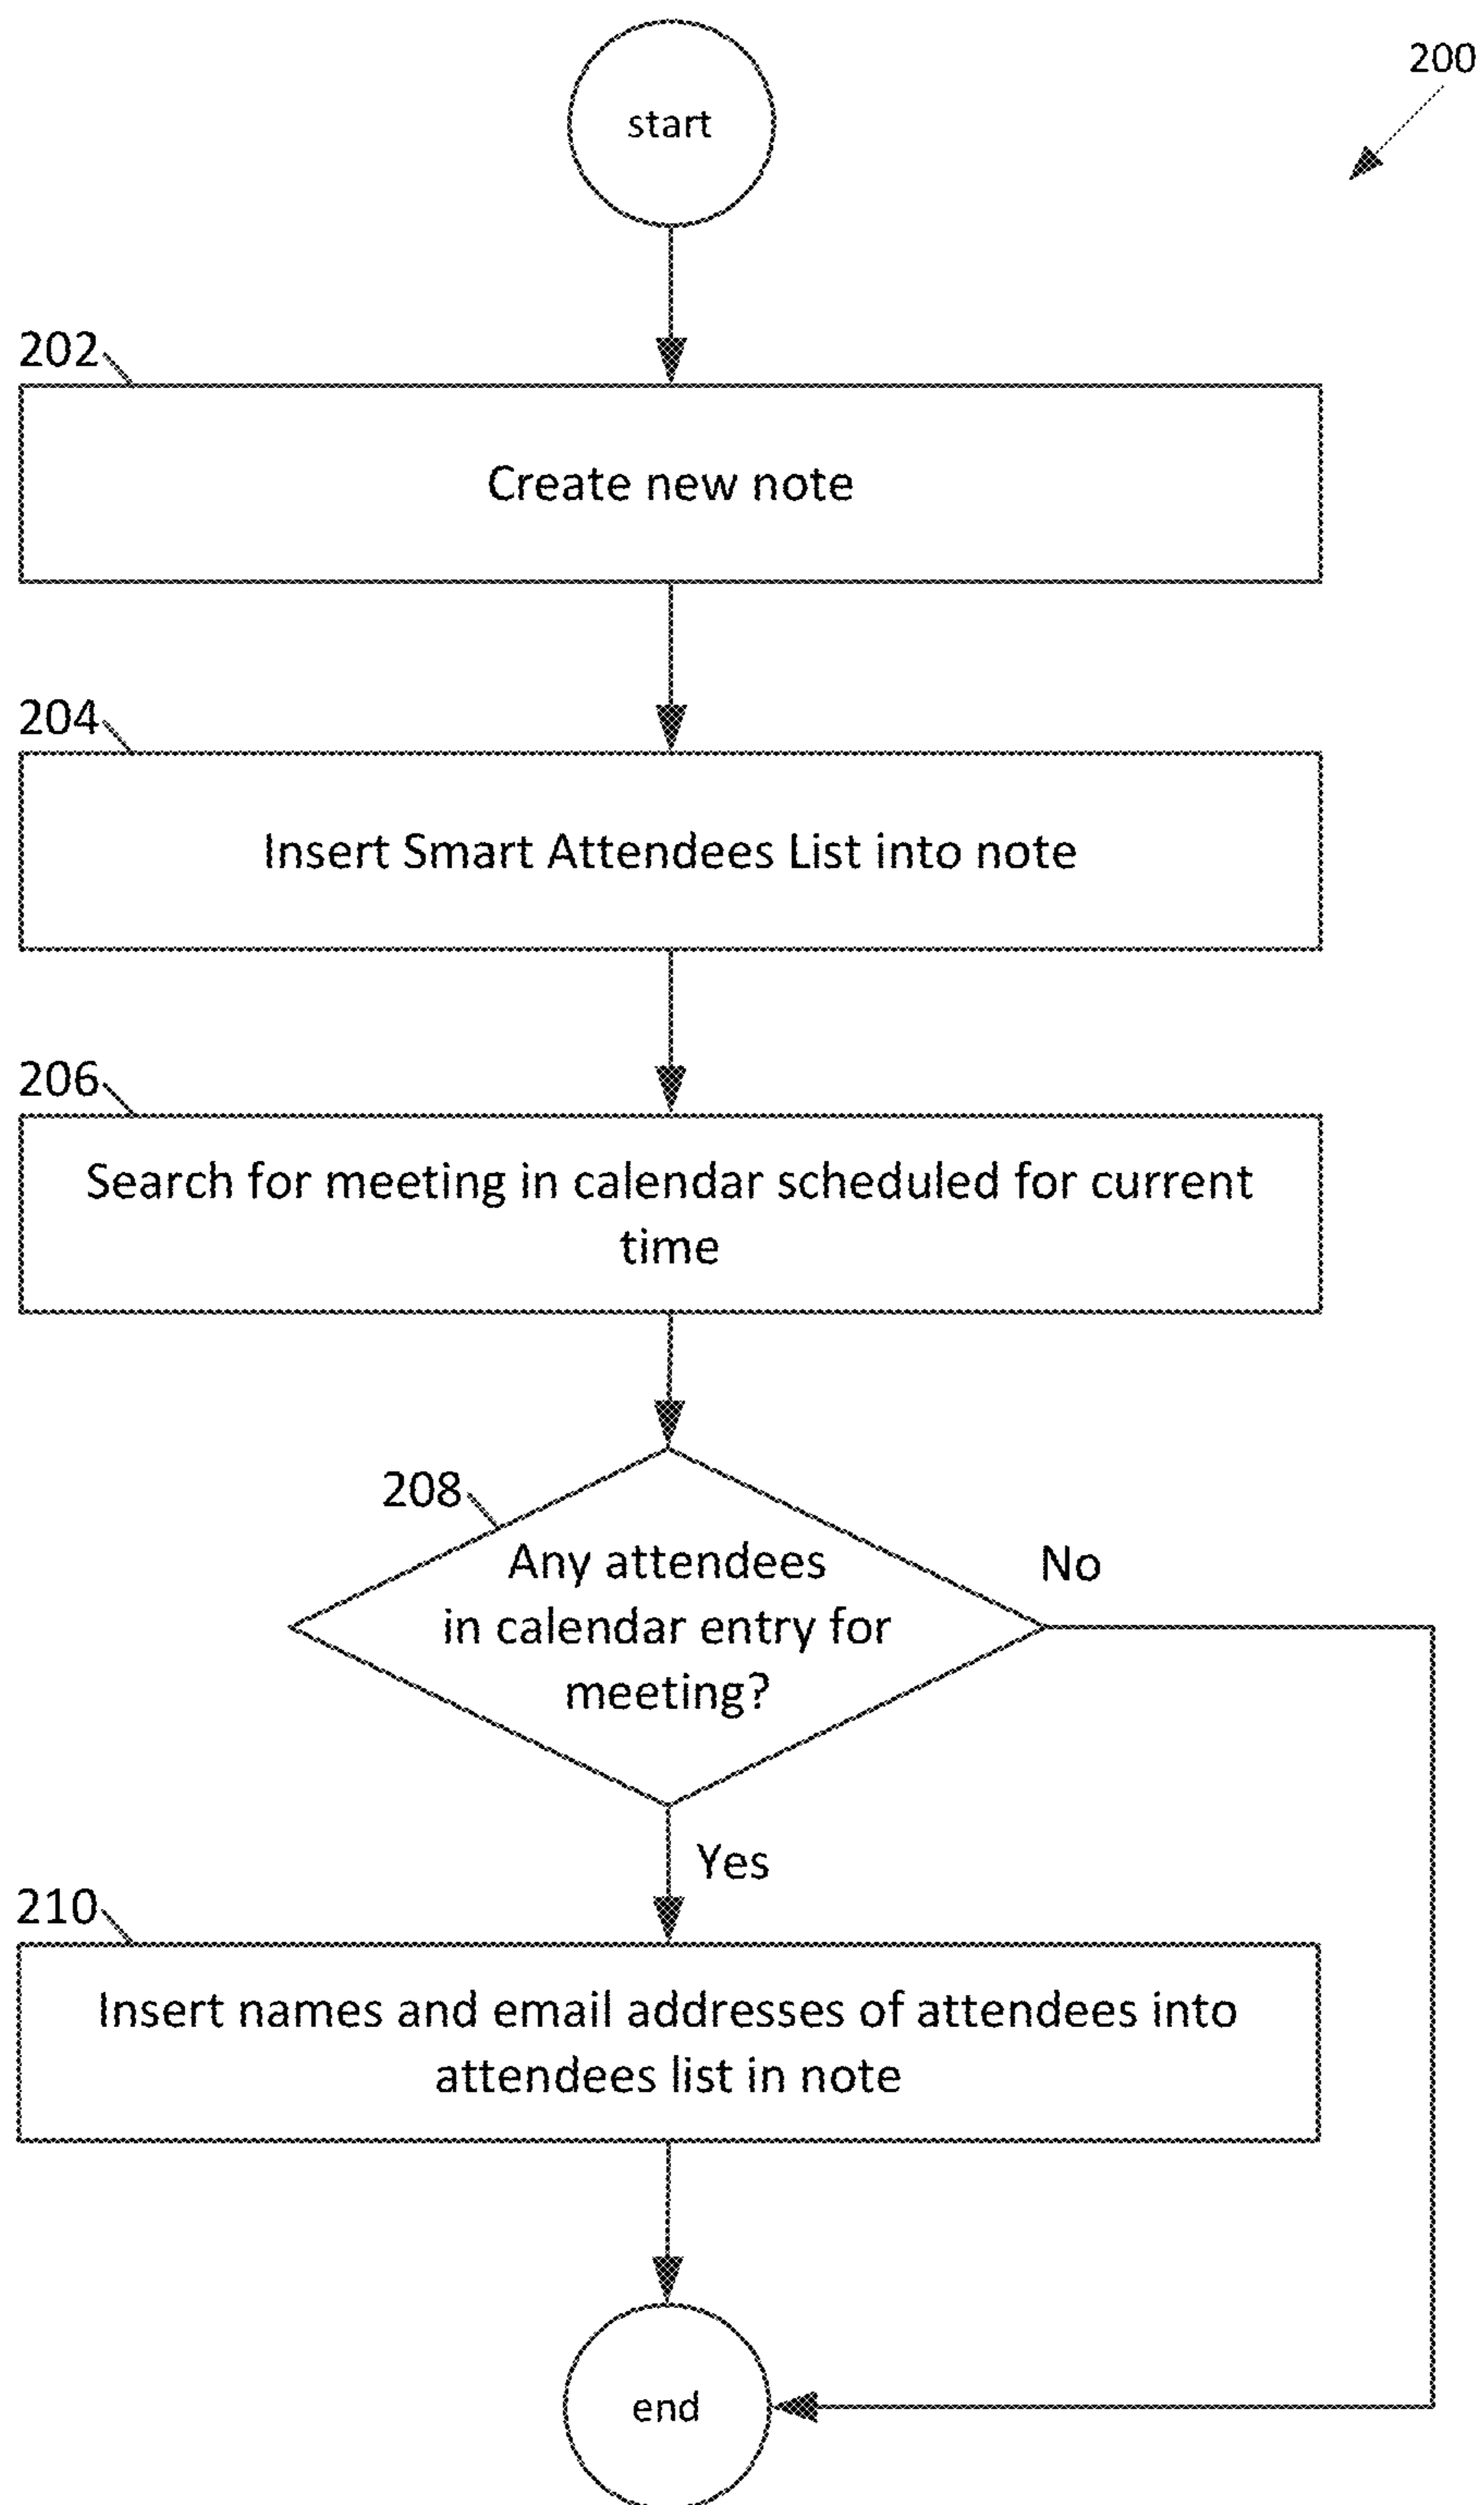 start
200
202
Create new note
204
Insert Smart Attendees List into note
206
Search for meeting in calendar scheduled for current
time
208
Any attendees
in calendar entry for
meeting?
No
Yes
210
Insert names and email addresses of attendees into
attendees list in note
end